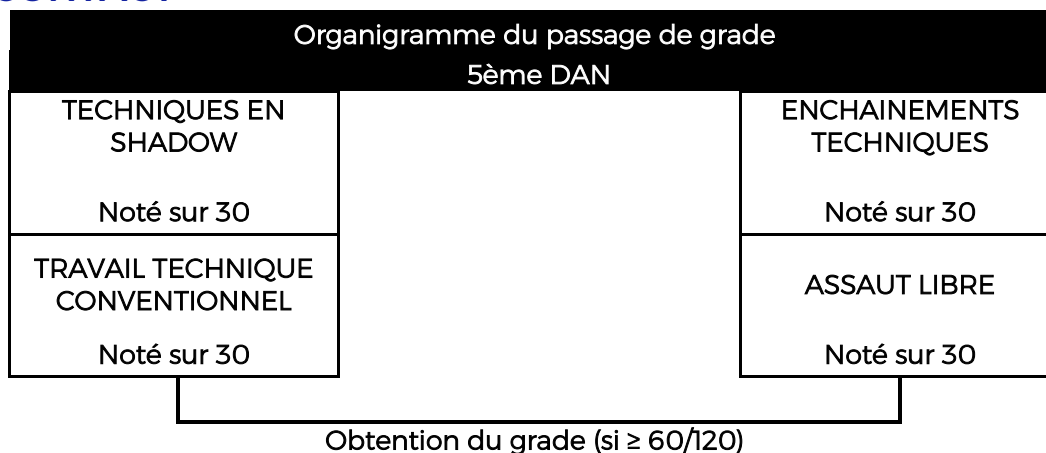 Organigramme du passage de grade
5ème DAN
TECHNIQUES EN
SHADOW
Noté sur 30
ENCHAINEMENTS
TECHNIQUES
Noté sur 30
TRAVAIL TECHNIQUE
CONVENTIONNEL
Noté sur 30
ASSAUT LIBRE
Noté sur 30
Obtention du grade (si ≥ 60/120)